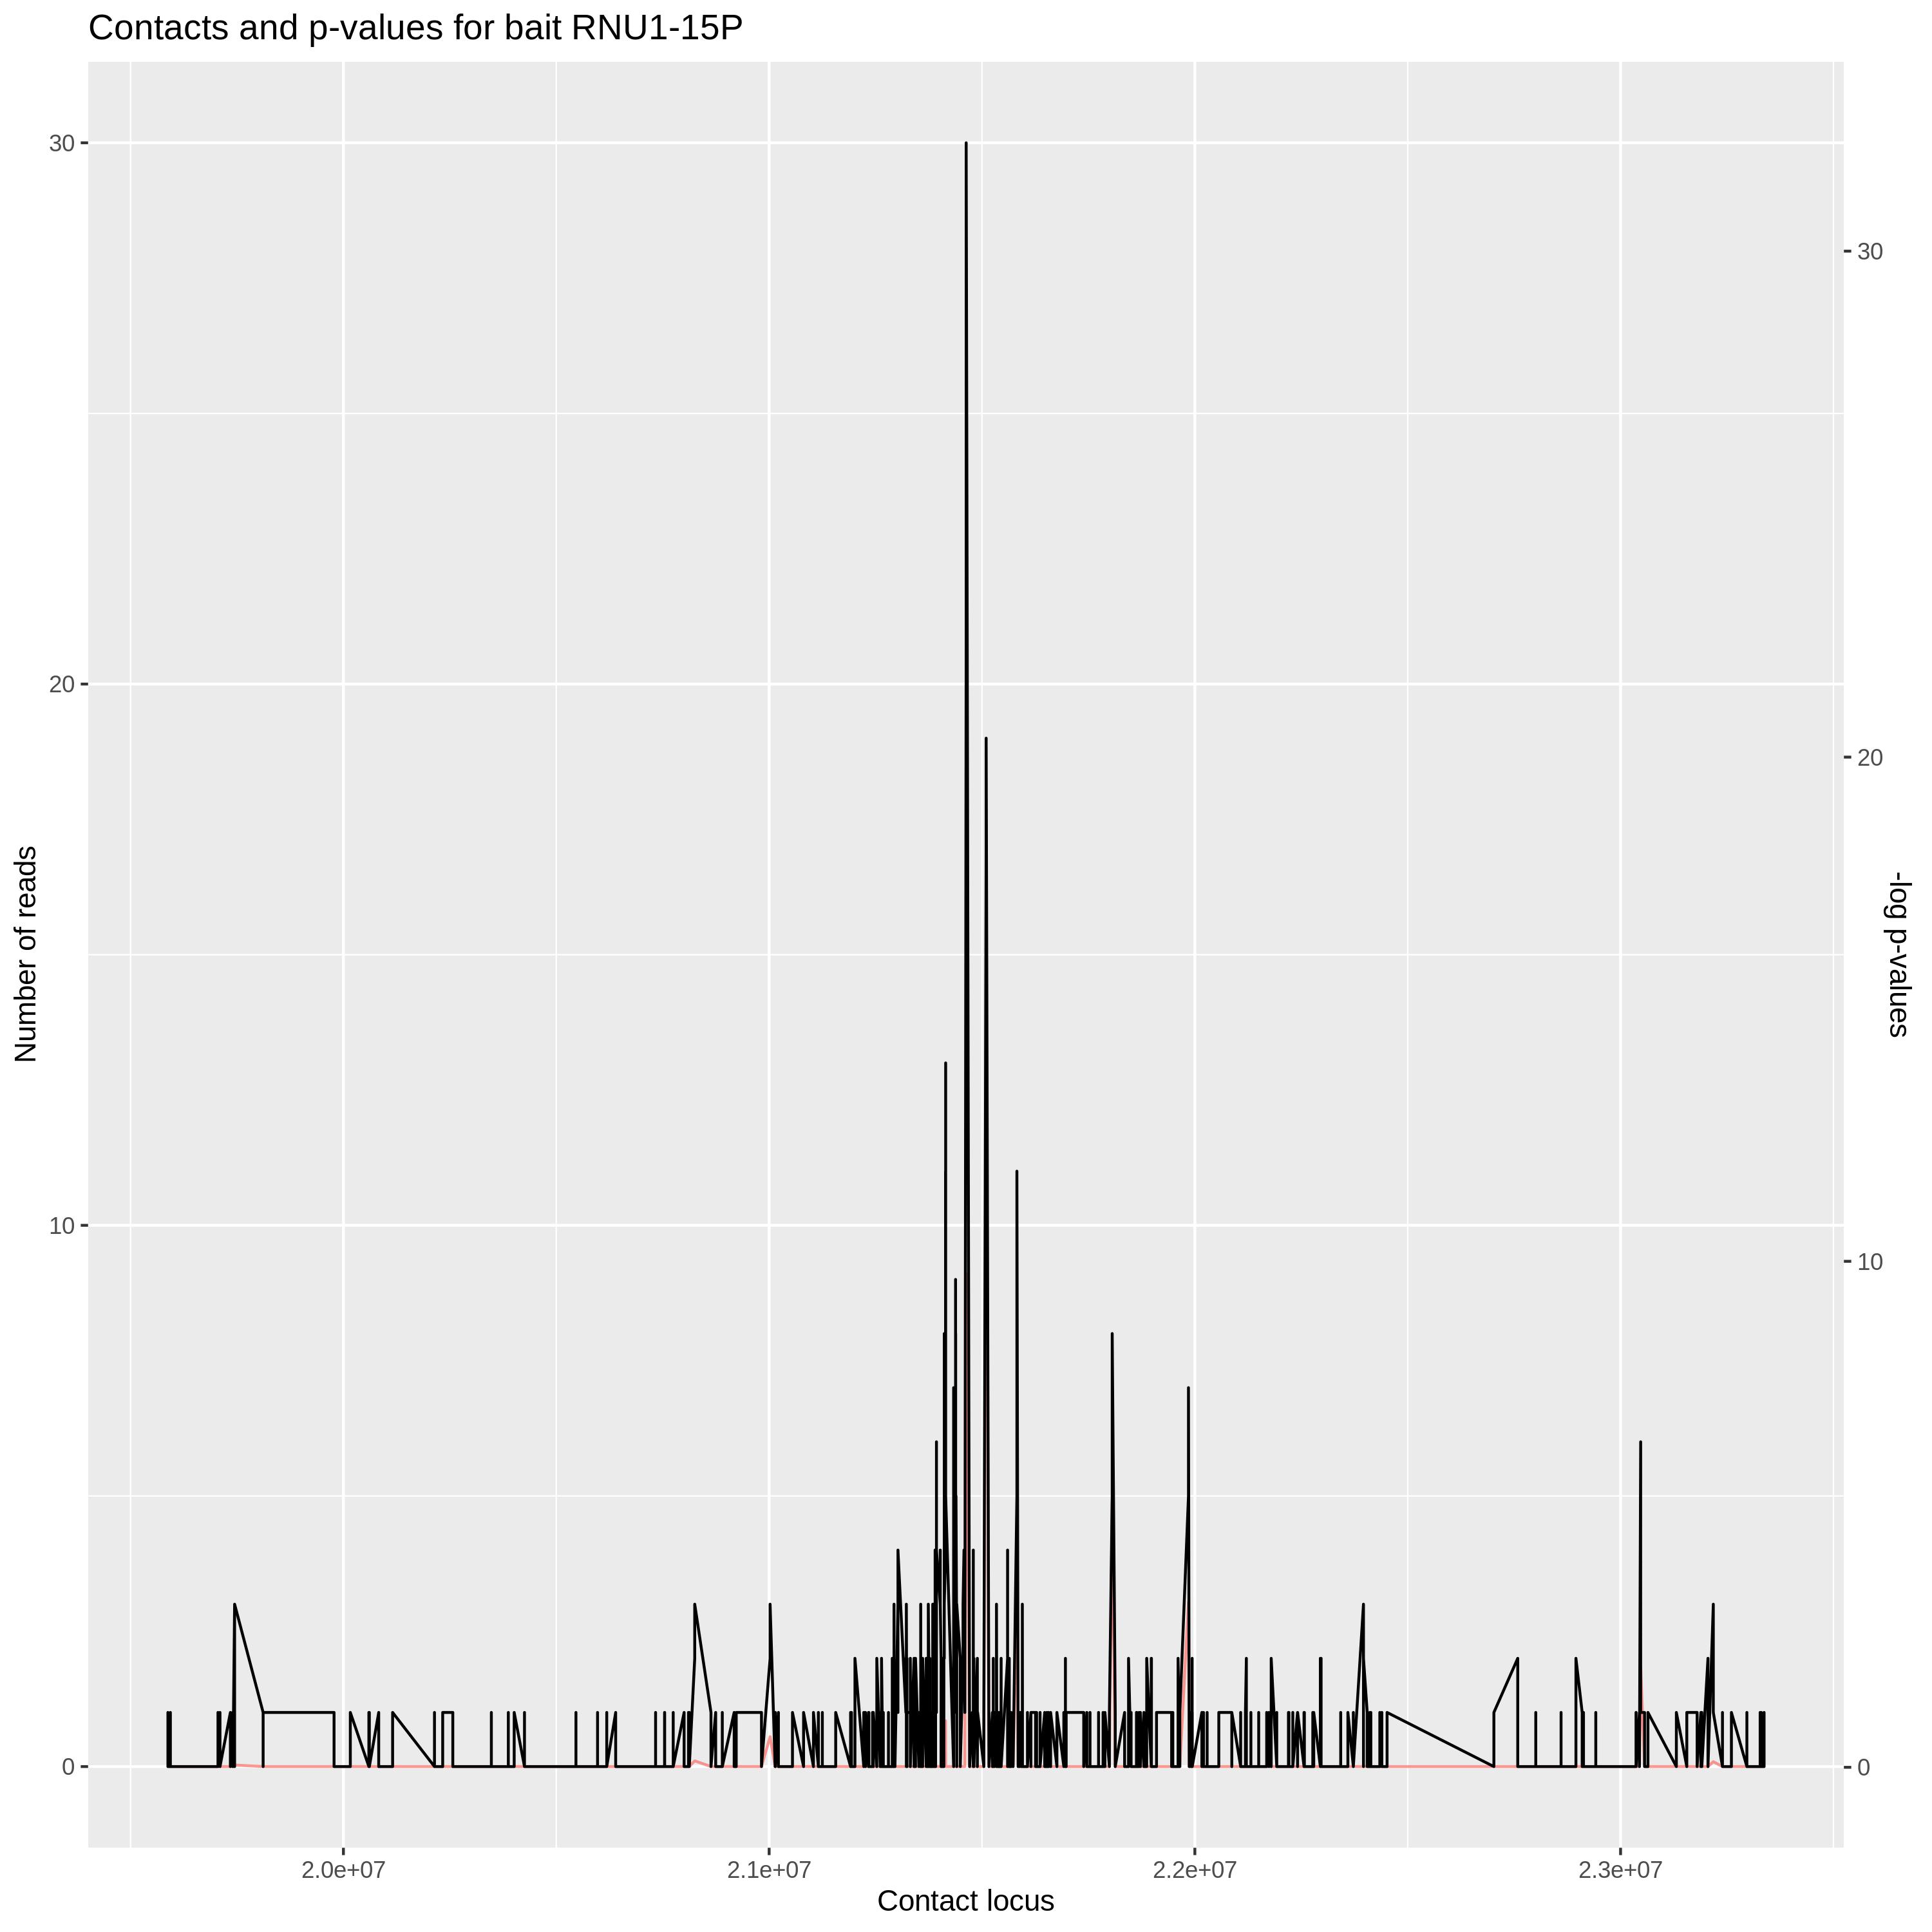 Contacts and p-values for bait RNU1-15P
30
20
10
0
Number of reads
30
20
10
0
-log p-values
2.0e+07
2.1e+07
2.2e+07
2.3e+07
Contact locus